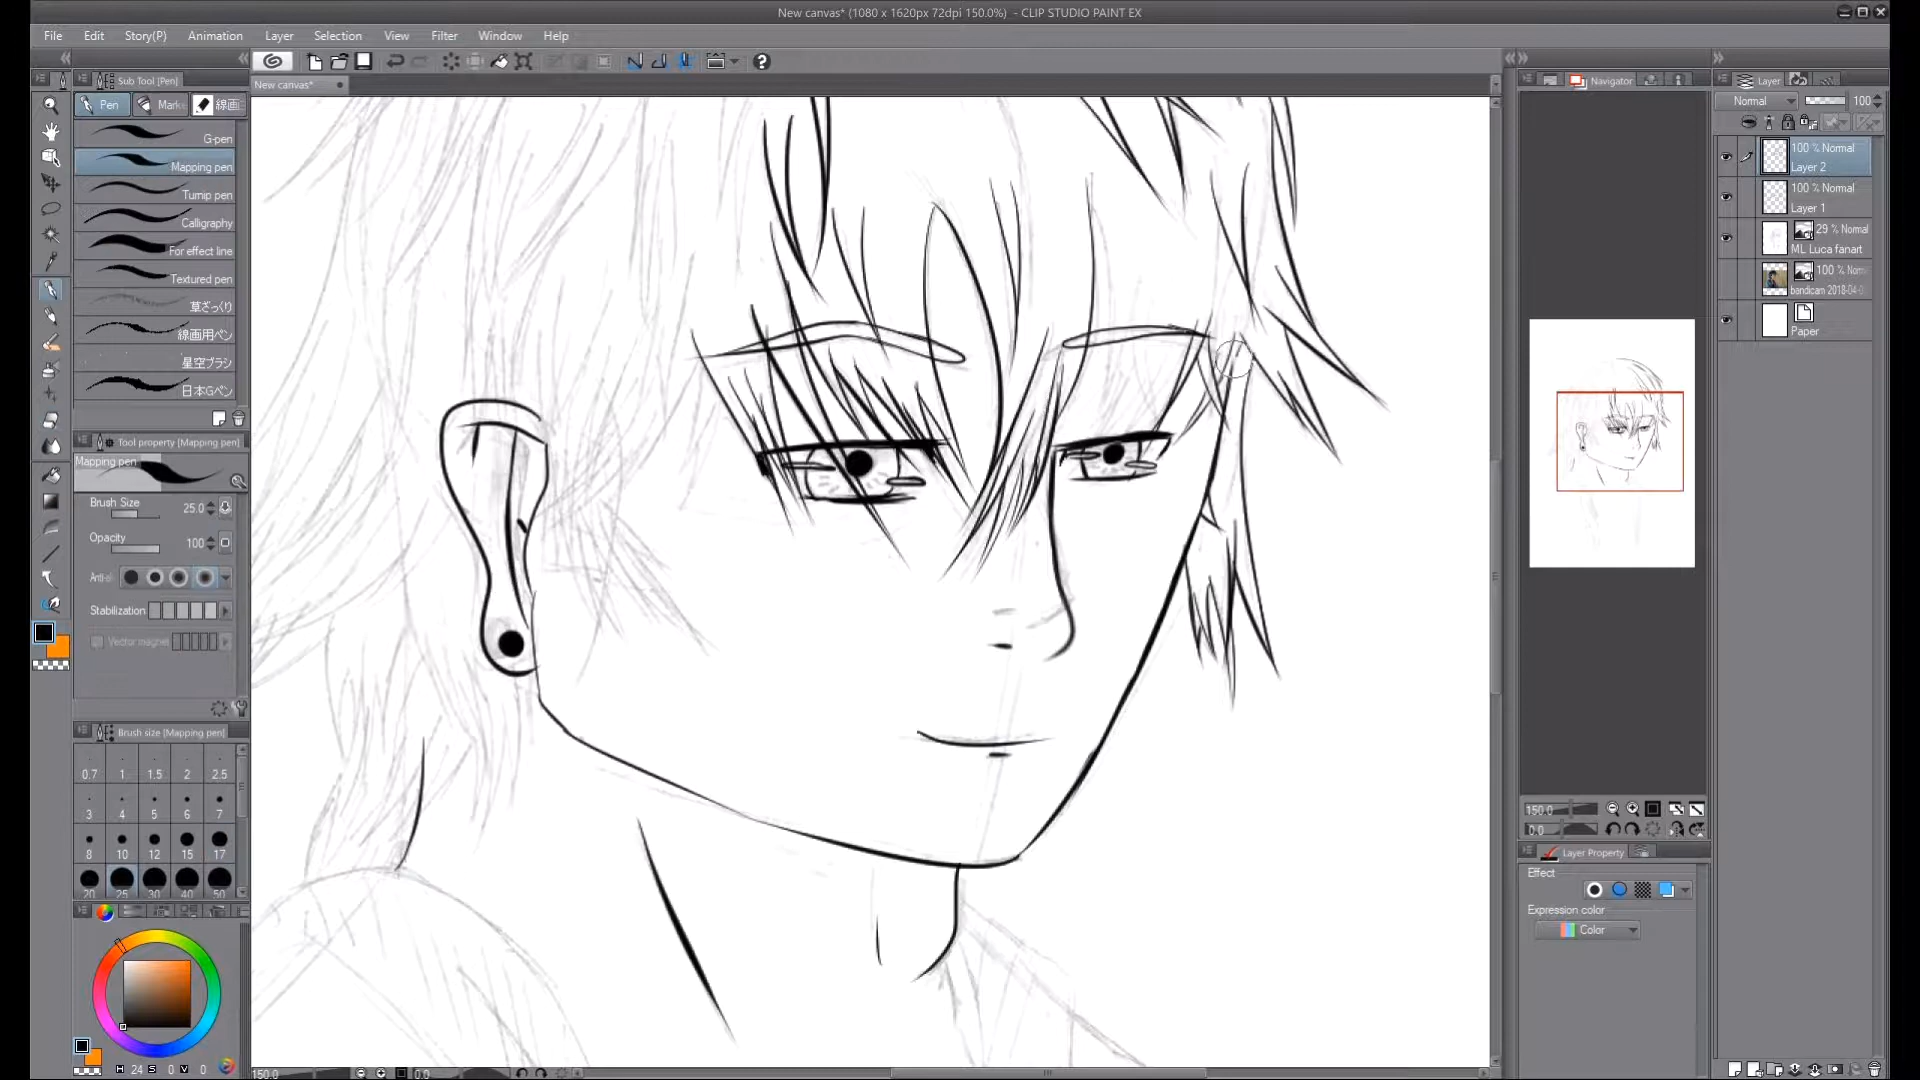 New canvas* (1080 x 1620px 72dpi 150.0%) - CLIP STUDIO PAINT EX
File Edit Story(P) Animation Layer Selection View Filter Window Help
New canvas*
Sub Tool [Pen]
Pen Marke 線画
G-pen
Mapping pen
Turnip pen
Calligraphy
For effect line
Textured pen
草ざっくり
線画用ペン
星空ブラシ
日本Gペン
Tool property [Mapping pen]
Mapping pen
Brush Size 25.0
Opacity 100
Stabilization
Vector magnet
Brush size [Mapping pen]
0.7 1 1.5 2 2.5
3 4 5 6 7
8 10 12 15 17
20 25 30 40 50
H 24 S 0 V 0
150.0 0.0
Navigator
150.0
0.0
Layer Property
Effect
Expression color
Color
Layer
Normal 100
100 % Normal
Layer 2
100 % Normal
Layer 1
29 % Normal
ML Luca fanart
100 % Norm
bandicam 2018-04-0
Paper